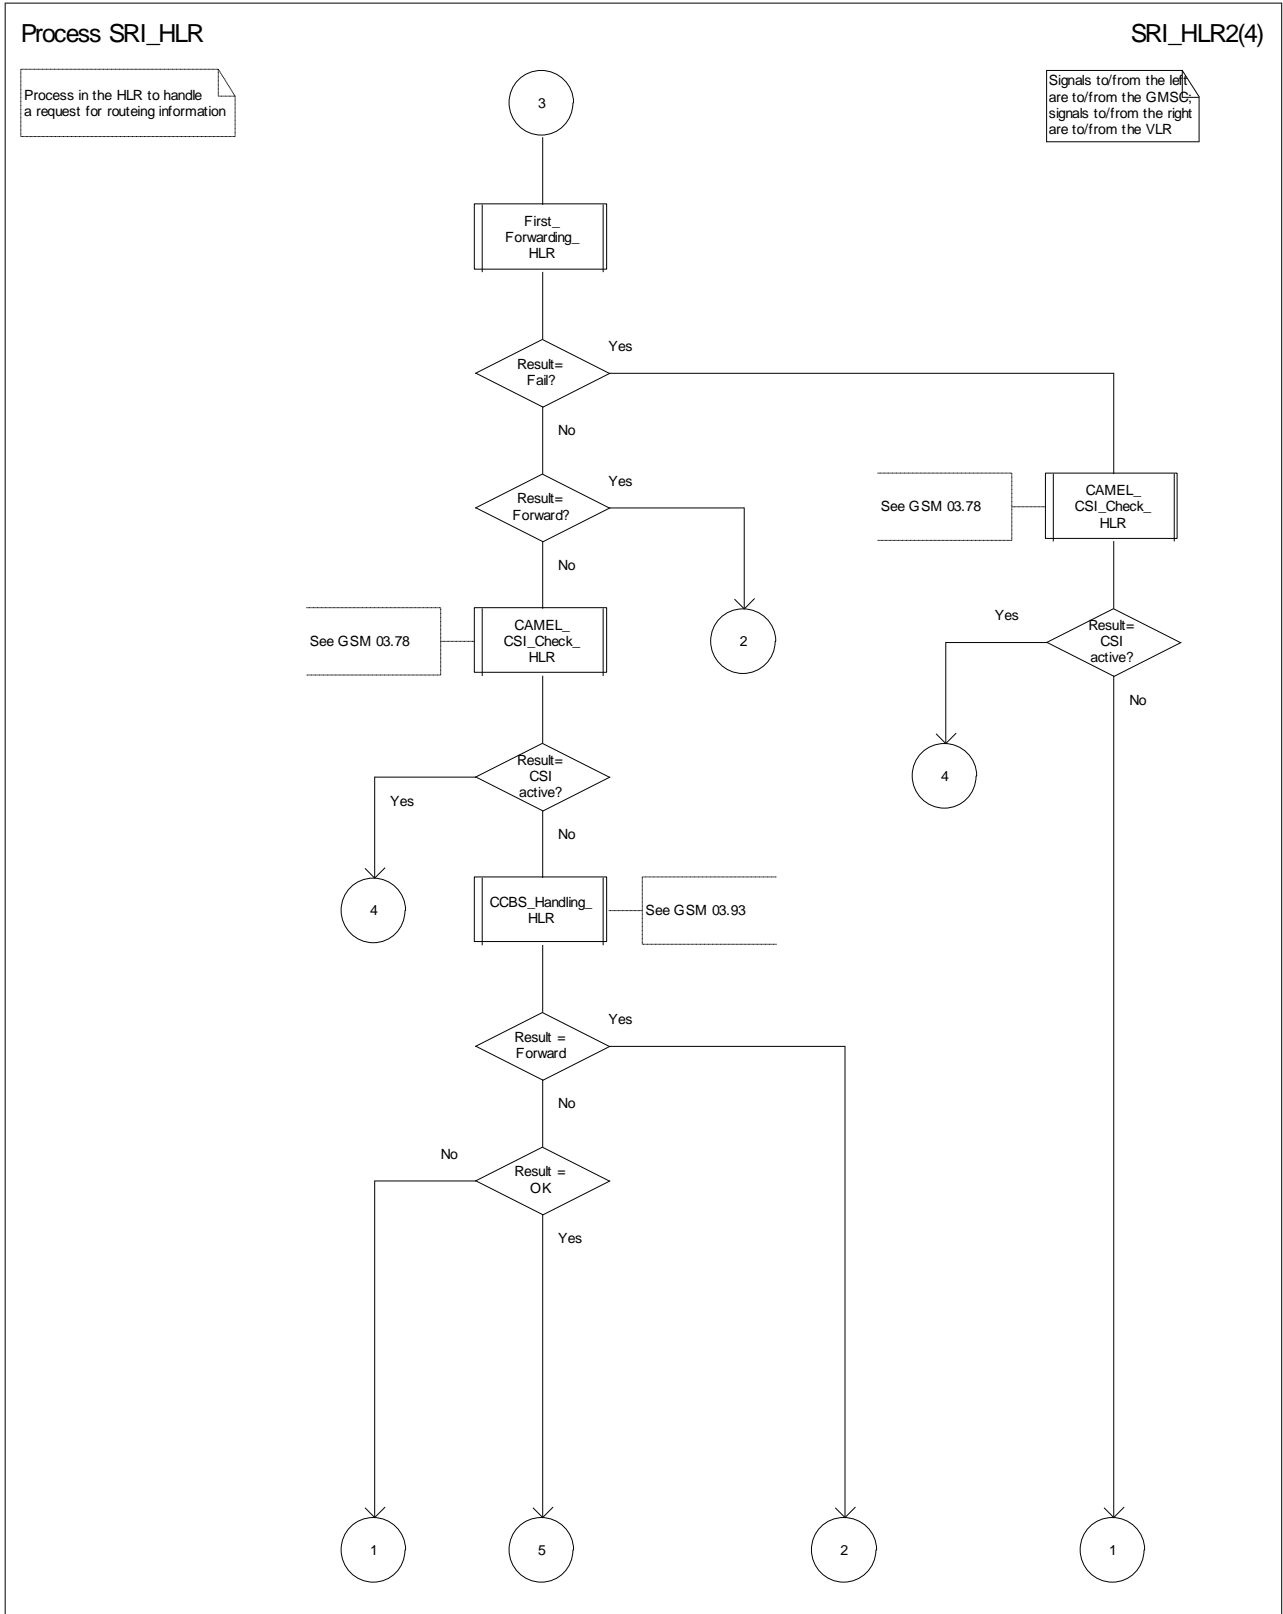 Process SRI_HLR
SRI_HLR2(4)
Process in the HLR to handle
a request for routeing information
Signals to/from the left
are to/from the GMSC;
signals to/from the right
are to/from the VLR
3
First_
Forwarding_
HLR
Result=
Fail?
Yes
No
Result=
Forward?
Yes
No
See GSM 03.78
CAMEL_
CSI_Check_
HLR
2
See GSM 03.78
CAMEL_
CSI_Check_
HLR
Yes
Result=
CSI
active?
No
4
Result=
CSI
active?
Yes
No
4
CCBS_Handling_
HLR
See GSM 03.93
Result =
Forward
Yes
No
No
Result =
OK
Yes
1
5
2
1